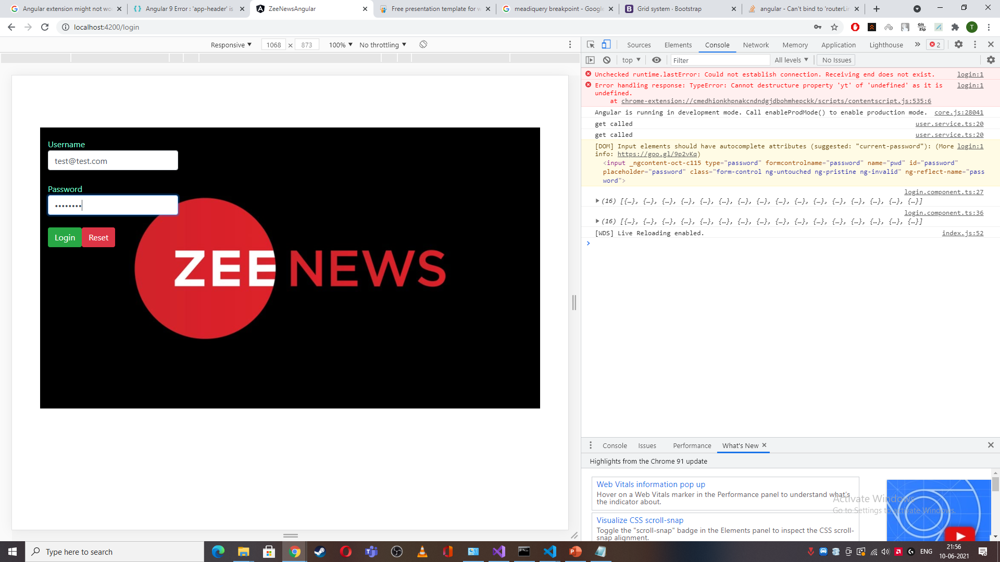 Angular extension might not wo
Angular 9 Error : 'app-header' is
ZeeNewsAngular
Free presentation template for w
meadiquery breakpoint - Google
Grid system · Bootstrap
angular - Can't bind to 'routerLin
localhost:4200/login
Git
Zip
T
Responsive
1068
x
873
100%
No throttling
Sources
Elements
Console
Network
Memory
Application
Lighthouse
2
top
Filter
All levels
No Issues
Unchecked runtime.lastError: Could not establish connection. Receiving end does not exist. login:1
Error handling response: TypeError: Cannot destructure property 'yt' of 'undefined' as it is login:1
undefined.
at chrome-extension://cmedhionkhpnakcndndgjdbohmhepckk/scripts/contentscript.js:535:6
Angular is running in development mode. Call enableProdMode() to enable production mode. core.js:28041
get called user.service.ts:20
get called user.service.ts:20
[DOM] Input elements should have autocomplete attributes (suggested: "current-password"): (More login:1
info: https://goo.gl/9p2vKq)
<input _ngcontent-oct-c115 type="password" formcontrolname="password" name="pwd" id="password"
placeholder="password" class="form-control ng-untouched ng-pristine ng-invalid" ng-reflect-name="pass
word">
login.component.ts:27
(16) [{…}, {…}, {…}, {…}, {…}, {…}, {…}, {…}, {…}, {…}, {…}, {…}, {…}, {…}, {…}, {…}]
login.component.ts:36
(16) [{…}, {…}, {…}, {…}, {…}, {…}, {…}, {…}, {…}, {…}, {…}, {…}, {…}, {…}, {…}, {…}]
[WDS] Live Reloading enabled. index.js:52
Username
test@test.com
Password
••••••••
Login
Reset
ZEE NEWS
Console
Issues
Performance
What's New
Highlights from the Chrome 91 update
Web Vitals information pop up
Hover on a Web Vitals marker in the Performance panel to understand what's
the indicator about.
Visualize CSS scroll-snap
Toggle the "scroll-snap" badge in the Elements panel to inspect the CSS scroll-
snap alignment.
Activate Windows
Go to Settings to activate Windows.
Type here to search
ENG
21:56
10-06-2021